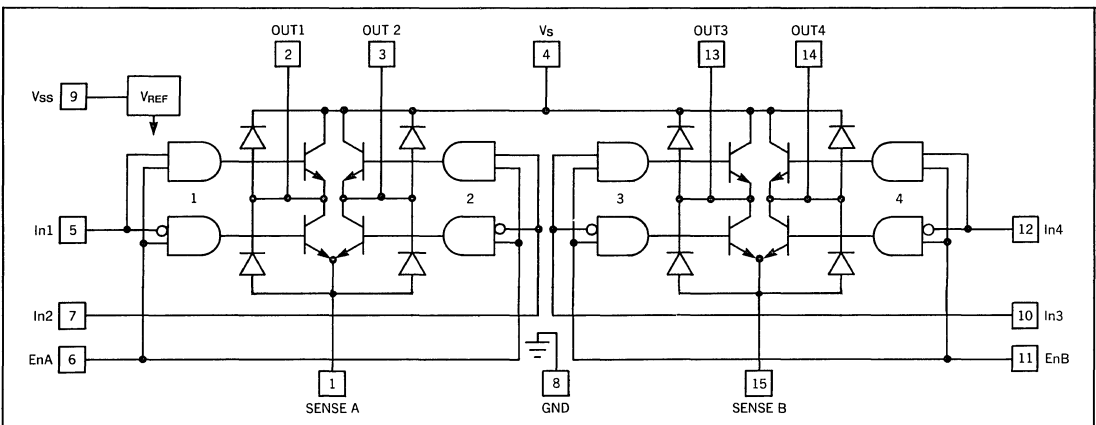 OUT1 OUT 2 Vs OUT3 OUT4
2 3 4 13 14
Vss 9 VREF
1 2 3 4
In1 5 12 In4
In2 7 10 In3
EnA 6 11 EnB
1 8 15
SENSE A GND SENSE B